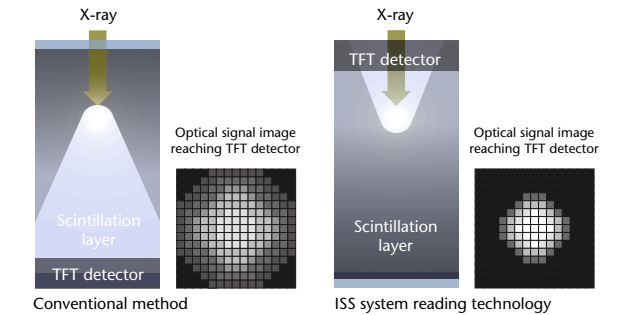 X-ray
Optical signal image
reaching TFT detector
Scintillation
layer
TFT detector
Conventional method
X-ray
TFT detector
Optical signal image
reaching TFT detector
Scintillation
layer
ISS system reading technology